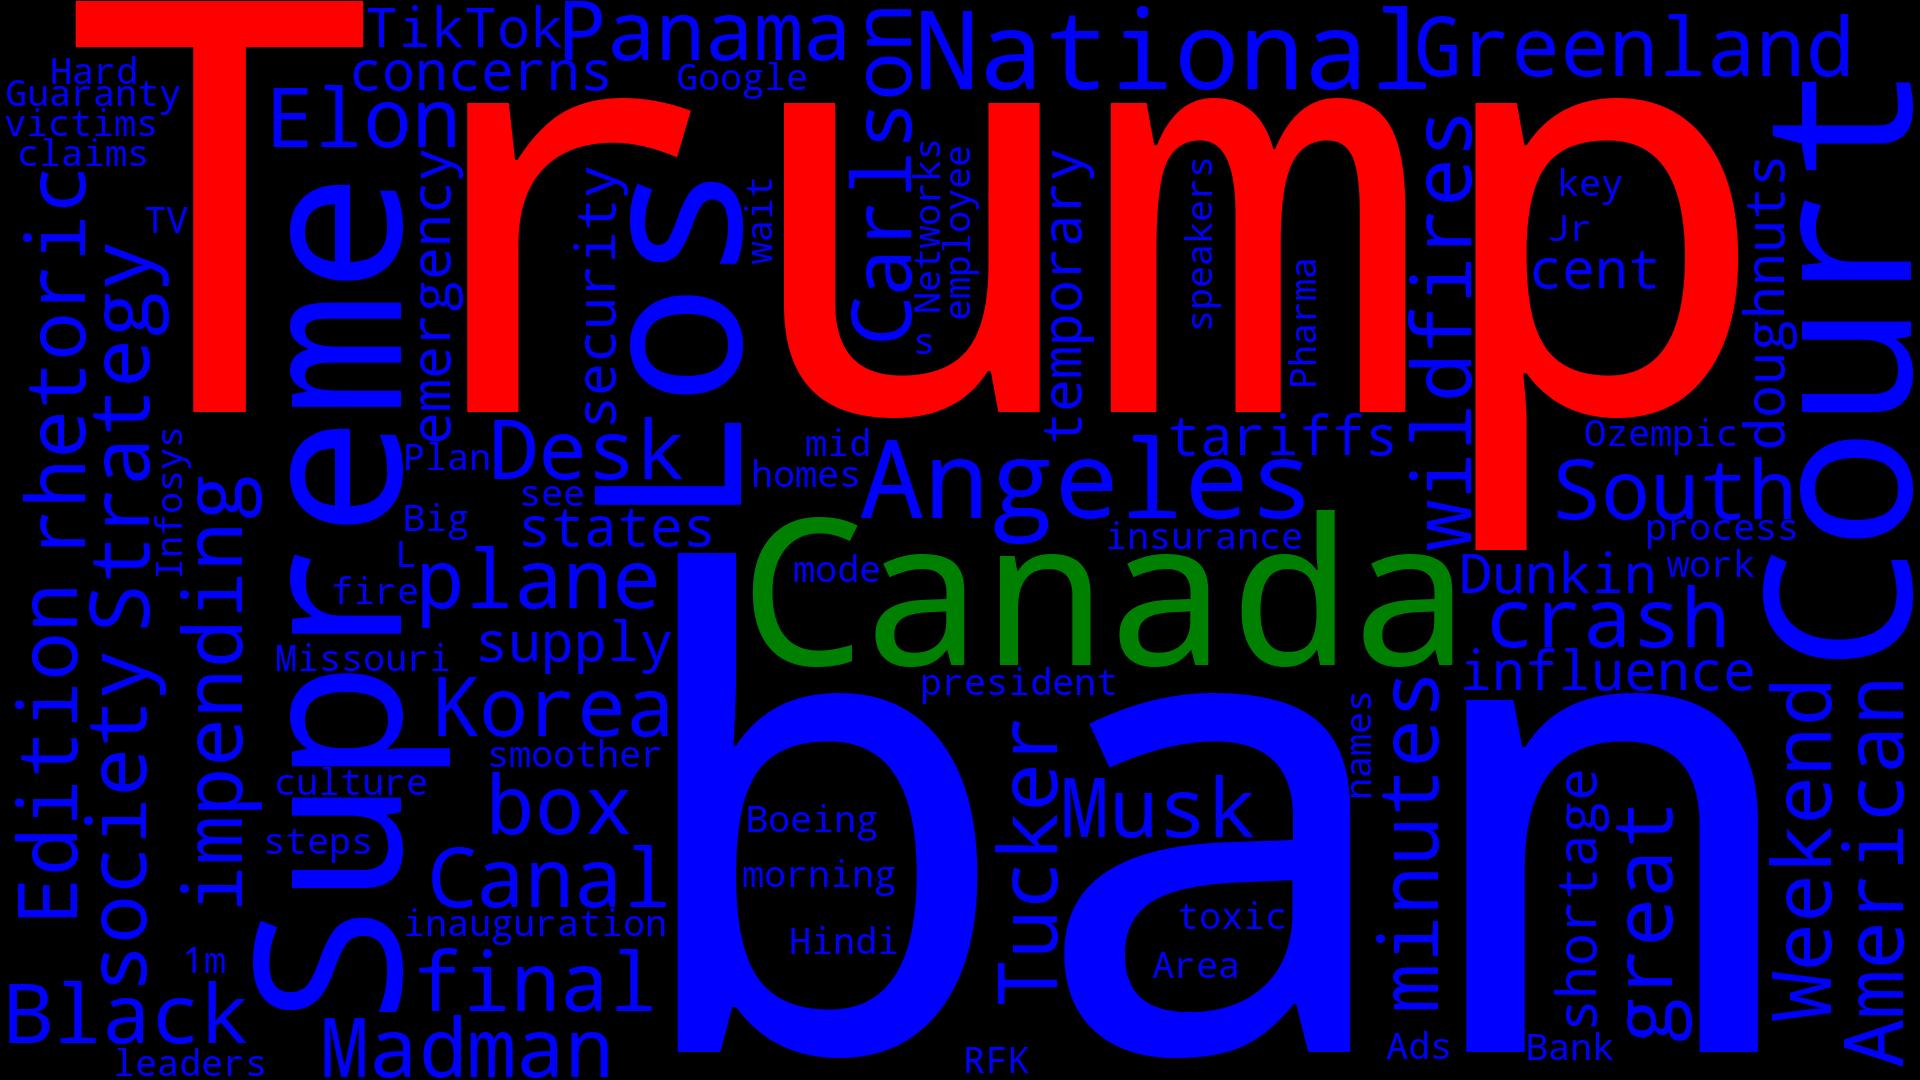 TikTok
Panama
National
Greenland
Hard
concerns
Google
Carlson
Guaranty
victims
claims
Elon
Trump
Court
key
Jr
cent
TV
rhetoric
Strategy
Supreme
emergency
security
Los
wait
Networks
employee
s
temporary
speakers
Pharma
wildfires
doughnuts
Infosys
impending
Plan
Desk
mid
homes
Angeles
tariffs
Ozempic
South
see
Big
states
insurance
process
L
fire
plane
Canada
mode
Dunkin
work
crash
Edition
society
Missouri
supply
president
influence
Korea
smoother
culture
box
ban
Boeing
morning
Hindi
Tucker
Musk
names
minutes
toxic
Area
shortage
great
Weekend
American
steps
Canal
inauguration
1m
final
Black
leaders
Madman
RFK
Ads
Bank